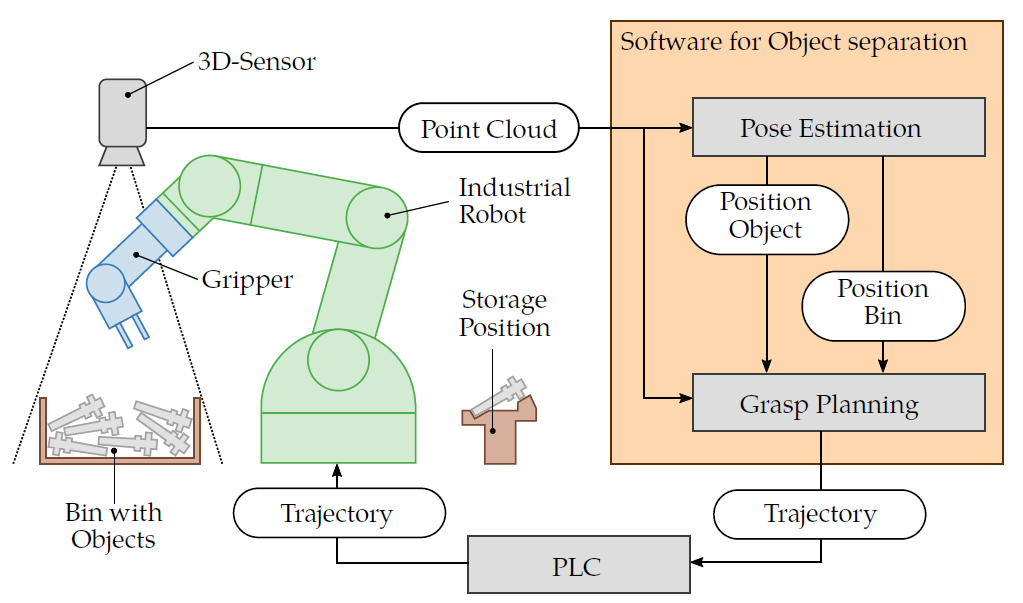 Software for Object separation
3D-Sensor
Point Cloud
Pose Estimation
Industrial
Robot
Position
Object
Gripper
Storage
Position
Position
Bin
Grasp Planning
Bin with
Objects
Trajectory
Trajectory
PLC